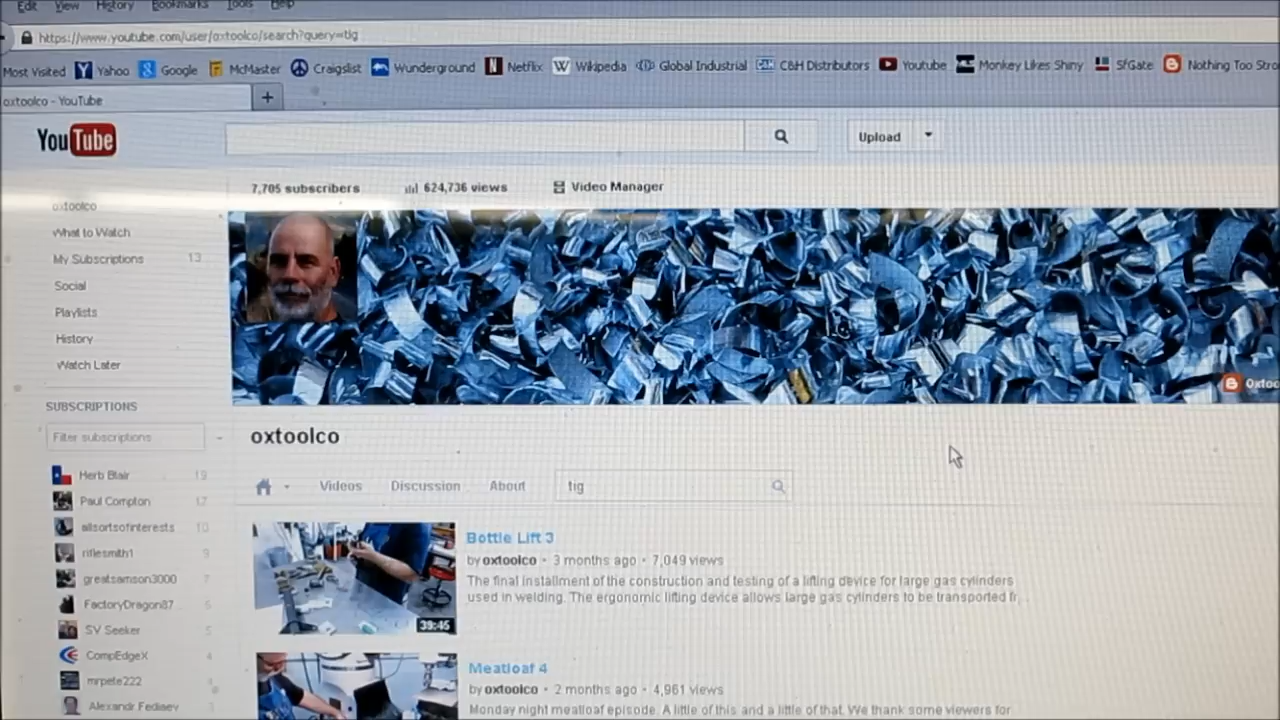 Edit View History Bookmarks Tools Help
https://www.youtube.com/user/oxtoolco/search?query=tig
Most Visited Yahoo Google McMaster Craigslist Wunderground Netflix Wikipedia Global Industrial C&H Distributors Youtube Monkey Likes Shiny SfGate Nothing Too Stro
oxtoolco - YouTube +
YouTube Upload
7,705 subscribers 624,736 views Video Manager
oxtoolco
What to Watch
My Subscriptions 13
Social
Playlists
History
Watch Later
Oxtoo
SUBSCRIPTIONS
Filter subscriptions
oxtoolco
Herb Blair 19
Paul Compton 17
allsortsofinterests 10
riflesmith1 9
greatsamson3000 7
FactoryDragon87 5
SV Seeker 5
CompEdgeX 4
mrpete222 4
Alexandr Fediaev 3
Videos Discussion About tig
Bottle Lift 3
by oxtoolco • 3 months ago • 7,049 views
The final installment of the construction and testing of a lifting device for large gas cylinders
used in welding. The ergonomic lifting device allows large gas cylinders to be transported fr...
39:45
Meatloaf 4
by oxtoolco • 2 months ago • 4,961 views
Monday night meatloaf episode. A little of this and a little of that. We thank some viewers for